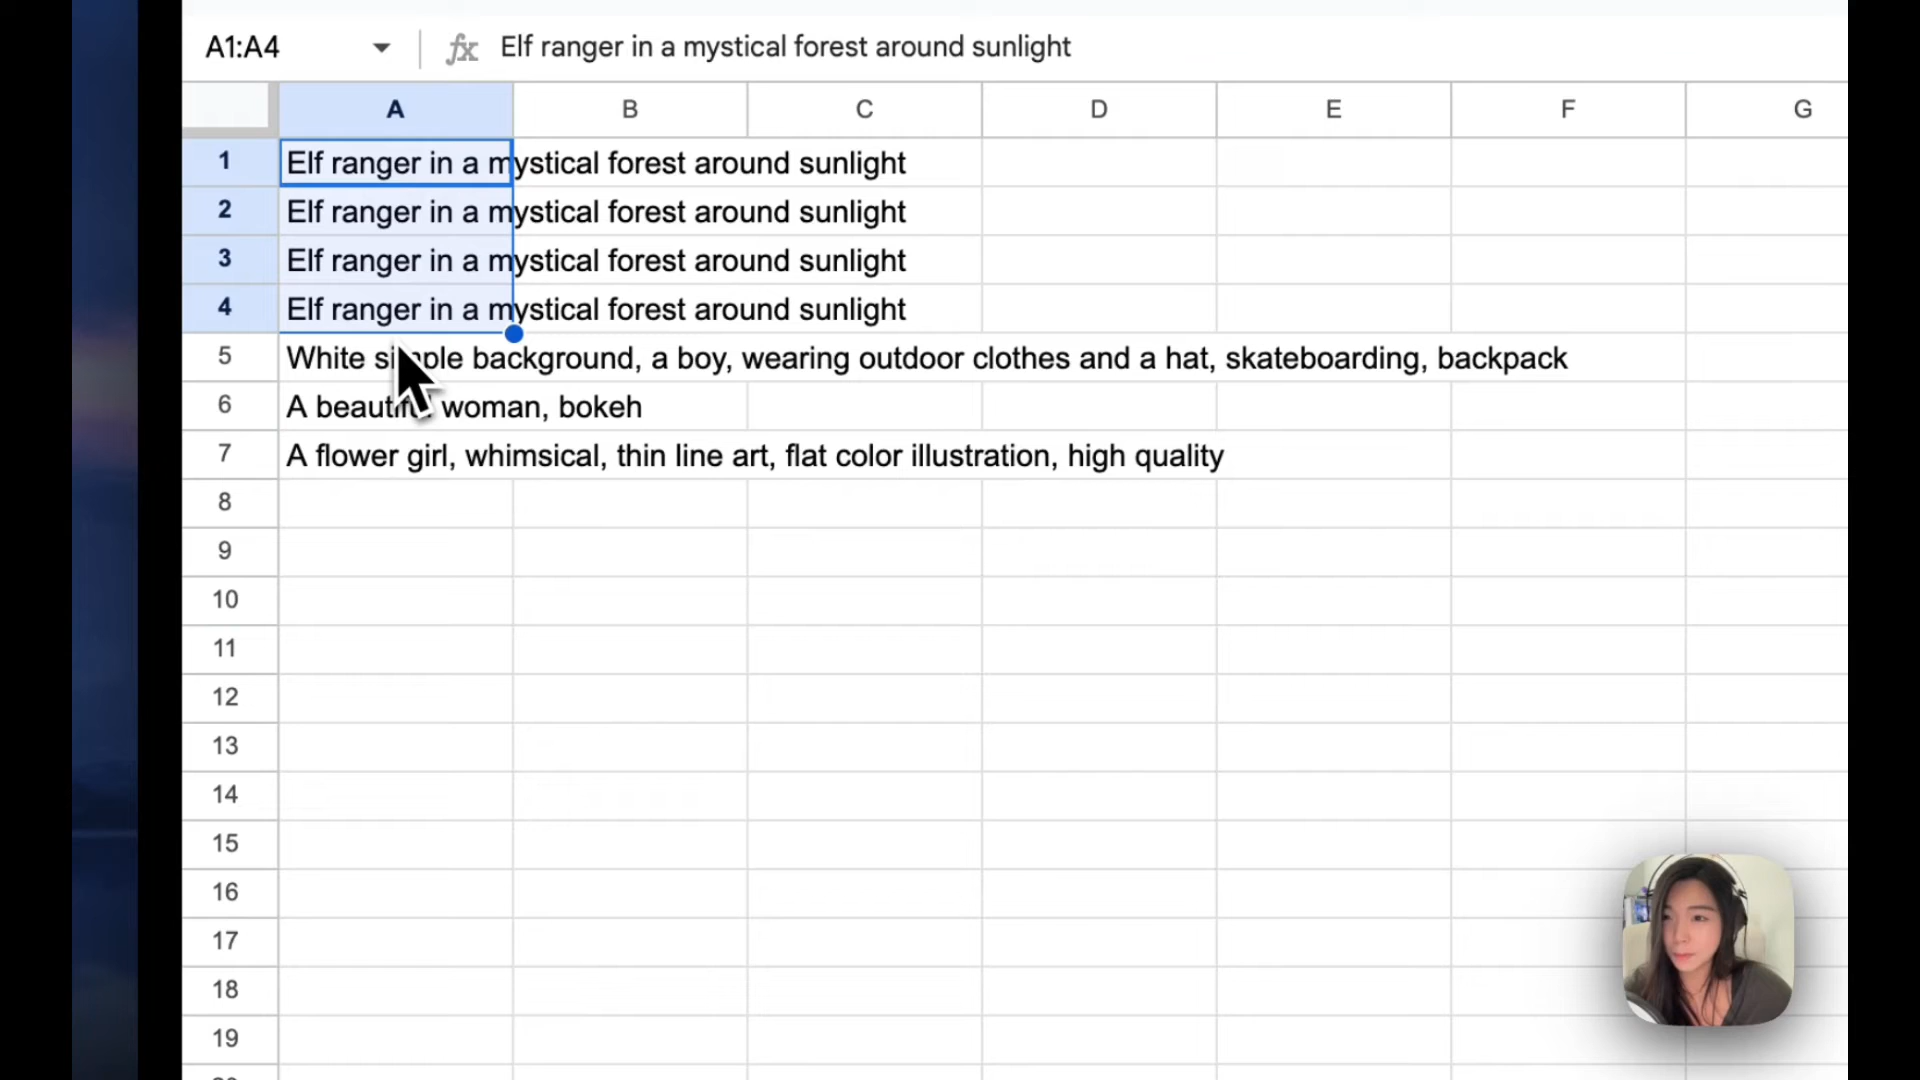 A1:A4 fx Elf ranger in a mystical forest around sunlight
A B C D E F G
1 Elf ranger in a mystical forest around sunlight
2 Elf ranger in a mystical forest around sunlight
3 Elf ranger in a mystical forest around sunlight
4 Elf ranger in a mystical forest around sunlight
5 White simple background, a boy, wearing outdoor clothes and a hat, skateboarding, backpack
6 A beautiful woman, bokeh
7 A flower girl, whimsical, thin line art, flat color illustration, high quality
8
9
10
11
12
13
14
15
16
17
18
19